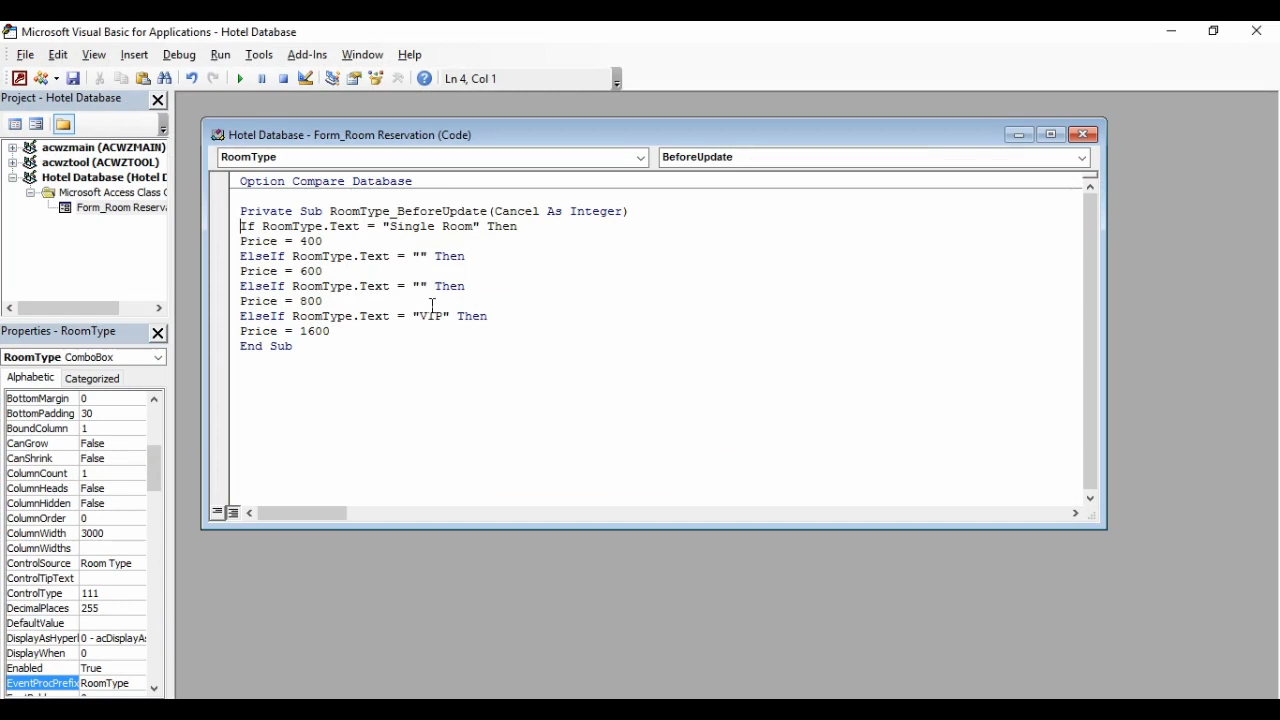 Microsoft Visual Basic for Applications - Hotel Database
File Edit View Insert Debug Run Tools Add-Ins Window Help
Ln 4, Col 1
Project - Hotel Database
acwzmain (ACWZMAIN)
acwztool (ACWZTOOL)
Hotel Database (Hotel D
Microsoft Access Class O
Form_Room Reserva
Properties - RoomType
RoomType ComboBox
Alphabetic Categorized
BottomMargin 0
BottomPadding 30
BoundColumn 1
CanGrow False
CanShrink False
ColumnCount 1
ColumnHeads False
ColumnHidden False
ColumnOrder 0
ColumnWidth 3000
ColumnWidths
ControlSource Room Type
ControlTipText
ControlType 111
DecimalPlaces 255
DefaultValue
DisplayAsHyperl 0 - acDisplayAs
DisplayWhen 0
Enabled True
EventProcPrefix RoomType
Hotel Database - Form_Room Reservation (Code)
RoomType BeforeUpdate
Option Compare Database
Private Sub RoomType_BeforeUpdate(Cancel As Integer)
If RoomType.Text = "Single Room" Then
Price = 400
ElseIf RoomType.Text = "" Then
Price = 600
ElseIf RoomType.Text = "" Then
Price = 800
ElseIf RoomType.Text = "VIP" Then
Price = 1600
End Sub